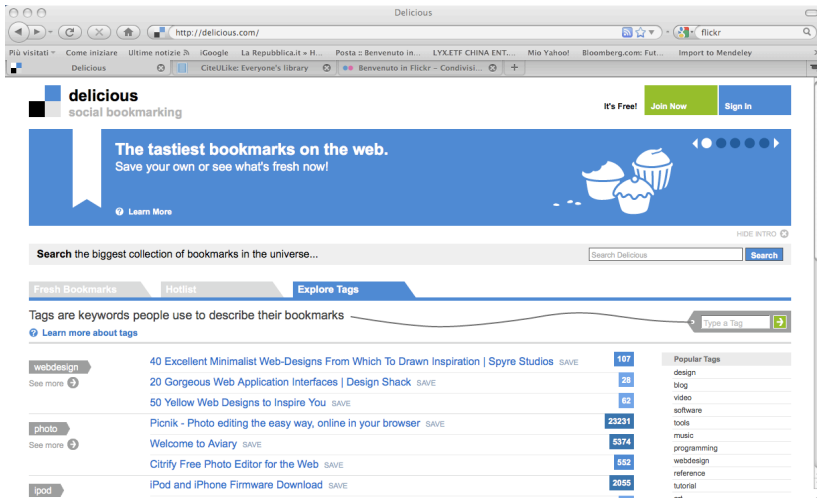 Delicious
http://delicious.com/
flickr
Più visitati Come iniziare Ultime notizie iGoogle La Repubblica.it » H... Posta :: Benvenuto in... LYX.ETF CHINA ENT.... Mio Yahoo! Bloomberg.com: Fut... Import to Mendeley
Delicious CiteULike: Everyone's library Benvenuto in Flickr – Condivisi... +
delicious
social bookmarking
It's Free! Join Now Sign In
The tastiest bookmarks on the web.
Save your own or see what's fresh now!
? Learn More
HIDE INTRO
Search the biggest collection of bookmarks in the universe...
Search Delicious Search
Fresh Bookmarks Hotlist Explore Tags
Tags are keywords people use to describe their bookmarks
Type a Tag
? Learn more about tags
webdesign
See more
40 Excellent Minimalist Web-Designs From Which To Drawn Inspiration | Spyre Studios SAVE 107
20 Gorgeous Web Application Interfaces | Design Shack SAVE 28
50 Yellow Web Designs to Inspire You SAVE 62
photo
See more
Picnik - Photo editing the easy way, online in your browser SAVE 23231
Welcome to Aviary SAVE 5374
Citrify Free Photo Editor for the Web SAVE 552
ipod
iPod and iPhone Firmware Download SAVE 2055
Popular Tags
design
blog
video
software
tools
music
programming
webdesign
reference
tutorial